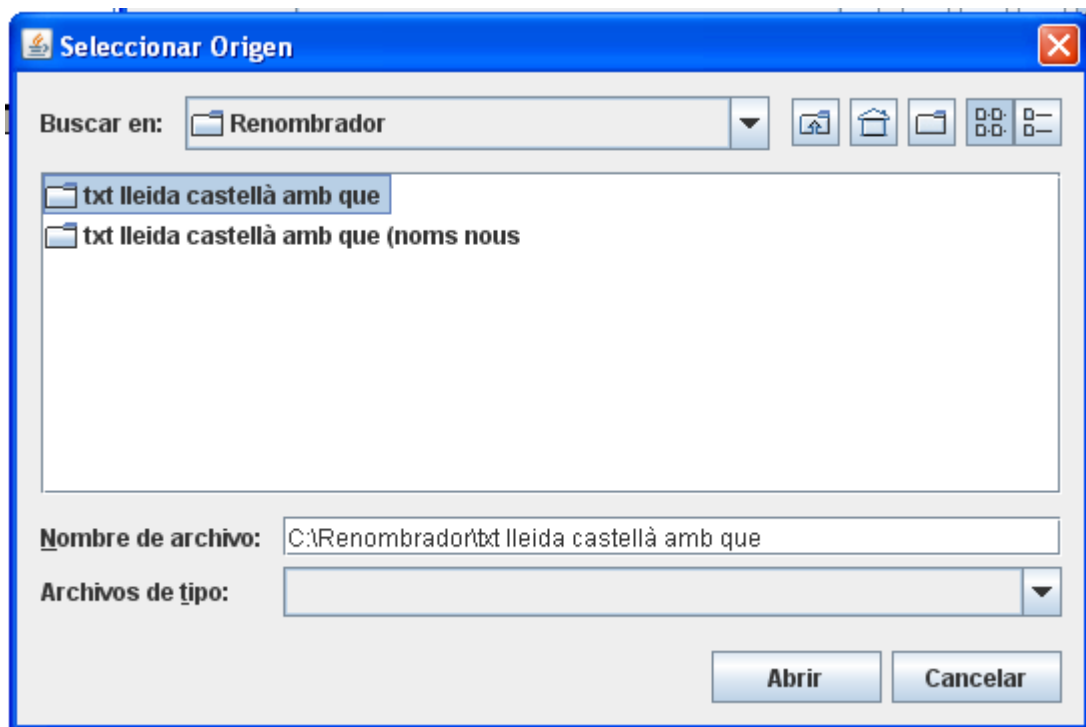 Seleccionar Origen
Buscar en: Renombrador
txt lleida castellà amb que
txt lleida castellà amb que (noms nous
Nombre de archivo: C:\Renombrador\txt lleida castellà amb que
Archivos de tipo:
Abrir Cancelar